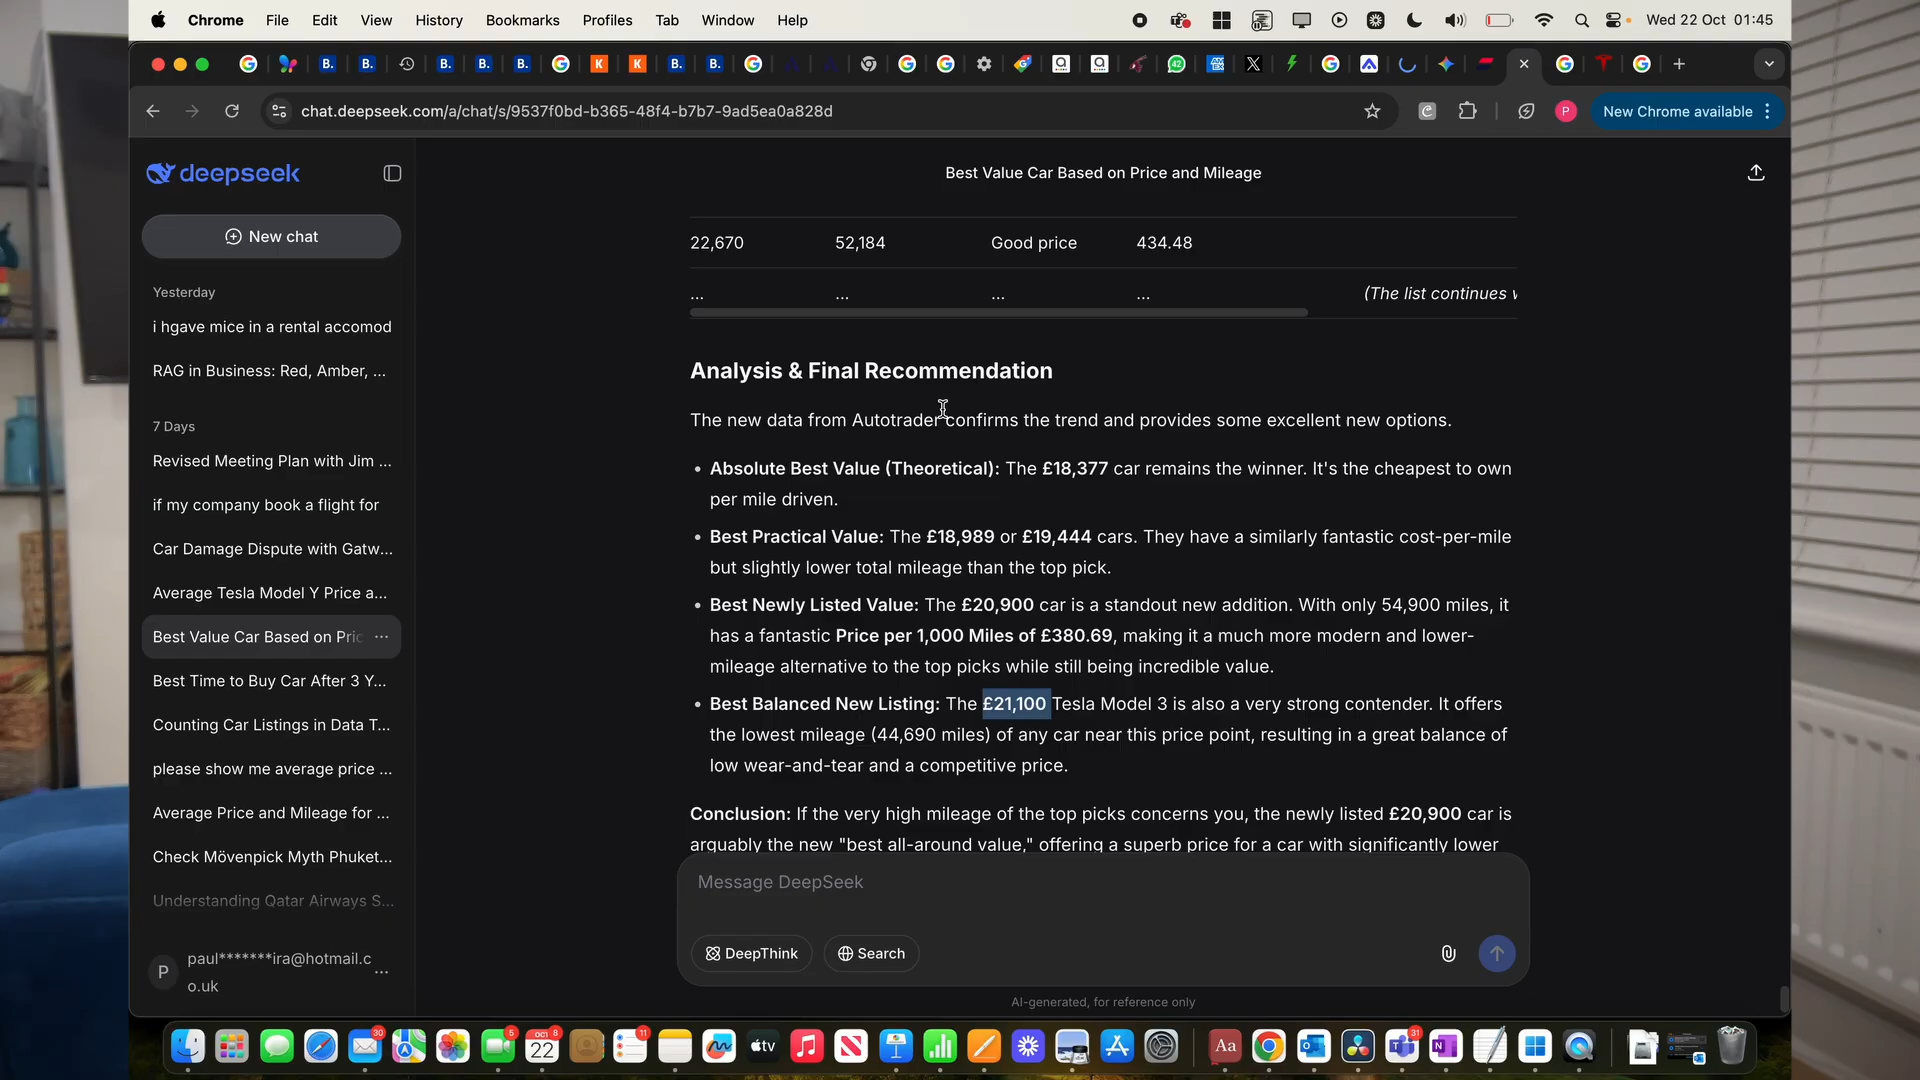 Chrome File Edit View History Bookmarks Profiles Tab Window Help Wed 22 Oct 01:45
chat.deepseek.com/a/chat/s/9537f0bd-b365-48f4-b7b7-9ad5ea0a828d
P
New Chrome available
deepseek
New chat
Yesterday
i hgave mice in a rental accomod
RAG in Business: Red, Amber, ...
7 Days
Revised Meeting Plan with Jim ...
if my company book a flight for
Car Damage Dispute with Gatw...
Average Tesla Model Y Price a...
Best Value Car Based on Pric ...
Best Time to Buy Car After 3 Y...
Counting Car Listings in Data T...
please show me average price ...
Average Price and Mileage for ...
Check Mövenpick Myth Phuket...
Understanding Qatar Airways S...
P
paul*******ira@hotmail.c
o.uk
...
Best Value Car Based on Price and Mileage
22,670 52,184 Good price 434.48
... ... ... ... (The list continues
Analysis & Final Recommendation
The new data from Autotrader confirms the trend and provides some excellent new options.
• Absolute Best Value (Theoretical): The £18,377 car remains the winner. It's the cheapest to own
per mile driven.
• Best Practical Value: The £18,989 or £19,444 cars. They have a similarly fantastic cost-per-mile
but slightly lower total mileage than the top pick.
• Best Newly Listed Value: The £20,900 car is a standout new addition. With only 54,900 miles, it
has a fantastic Price per 1,000 Miles of £380.69, making it a much more modern and lower-
mileage alternative to the top picks while still being incredible value.
• Best Balanced New Listing: The £21,100 Tesla Model 3 is also a very strong contender. It offers
the lowest mileage (44,690 miles) of any car near this price point, resulting in a great balance of
low wear-and-tear and a competitive price.
Conclusion: If the very high mileage of the top picks concerns you, the newly listed £20,900 car is
arguably the new "best all-around value," offering a superb price for a car with significantly lower
Message DeepSeek
DeepThink
Search
AI-generated, for reference only
30
5
OCT
8
22
11
tv
Aa
31